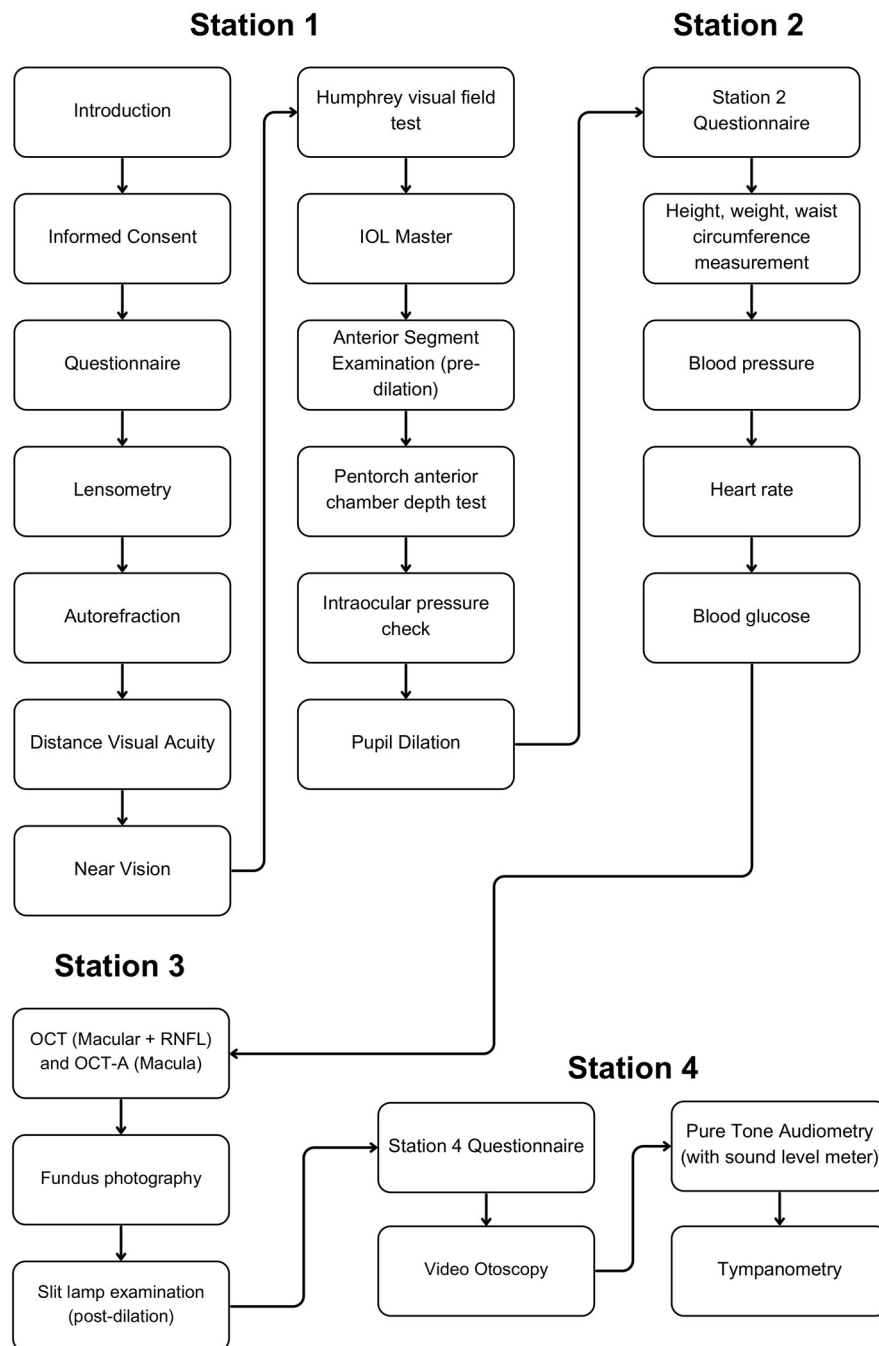 Station 1
Introduction
Informed Consent
Questionnaire
Lensometry
Autorefraction
Distance Visual Acuity
Near Vision
Humphrey visual field
test
IOL Master
Anterior Segment
Examination (pre-
dilation)
Pentorch anterior
chamber depth test
Intraocular pressure
check
Pupil Dilation
Station 2
Station 2
Questionnaire
Height, weight, waist
circumference
measurement
Blood pressure
Heart rate
Blood glucose
Station 3
OCT (Macular + RNFL)
and OCT-A (Macula)
Fundus photography
Slit lamp examination
(post-dilation)
Station 4
Station 4 Questionnaire
Video Otoscopy
Pure Tone Audiometry
(with sound level meter)
Tympanometry